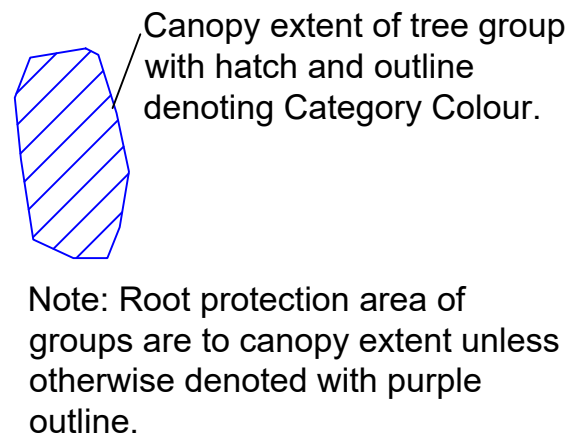 Canopy extent of tree group
with hatch and outline
denoting Category Colour.
Note: Root protection area of
groups are to canopy extent unless
otherwise denoted with purple
outline.